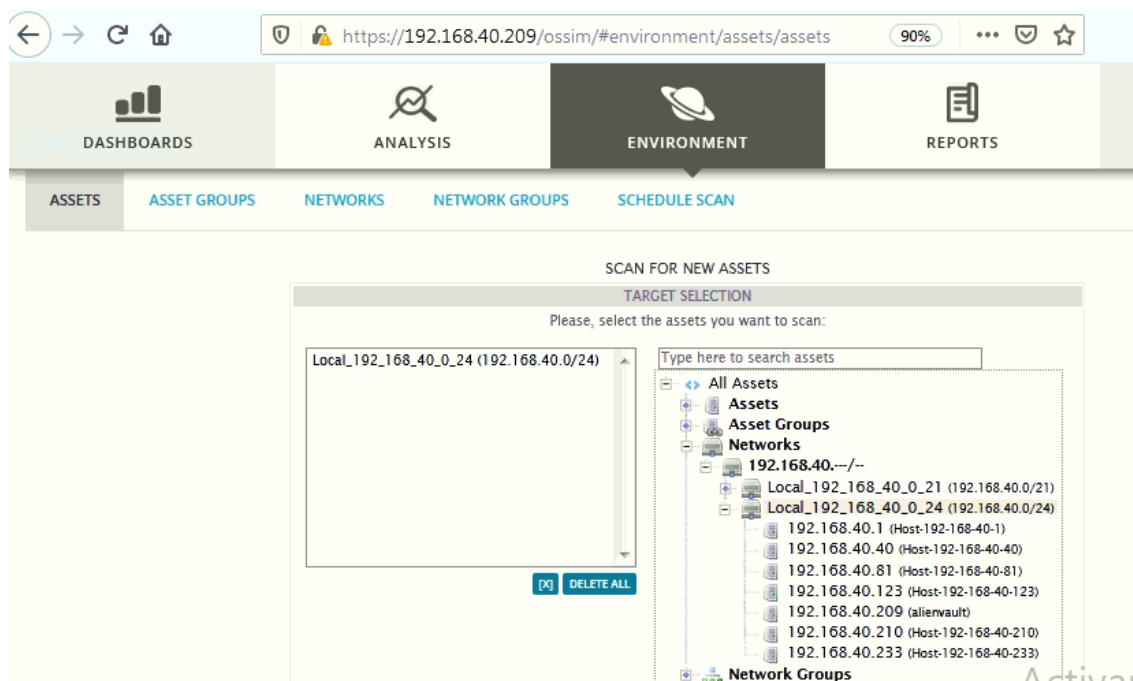 https://192.168.40.209/ossim/#environment/assets/assets 90%
DASHBOARDS ANALYSIS ENVIRONMENT REPORTS
ASSETS ASSET GROUPS NETWORKS NETWORK GROUPS SCHEDULE SCAN
SCAN FOR NEW ASSETS
TARGET SELECTION
Please, select the assets you want to scan:
Local_192_168_40_0_24 (192.168.40.0/24)
[X] DELETE ALL
Type here to search assets
All Assets
Assets
Asset Groups
Networks
192.168.40.---/--
Local_192_168_40_0_21 (192.168.40.0/21)
Local_192_168_40_0_24 (192.168.40.0/24)
192.168.40.1 (Host-192-168-40-1)
192.168.40.40 (Host-192-168-40-40)
192.168.40.81 (Host-192-168-40-81)
192.168.40.123 (Host-192-168-40-123)
192.168.40.209 (alienvault)
192.168.40.210 (Host-192-168-40-210)
192.168.40.233 (Host-192-168-40-233)
Network Groups